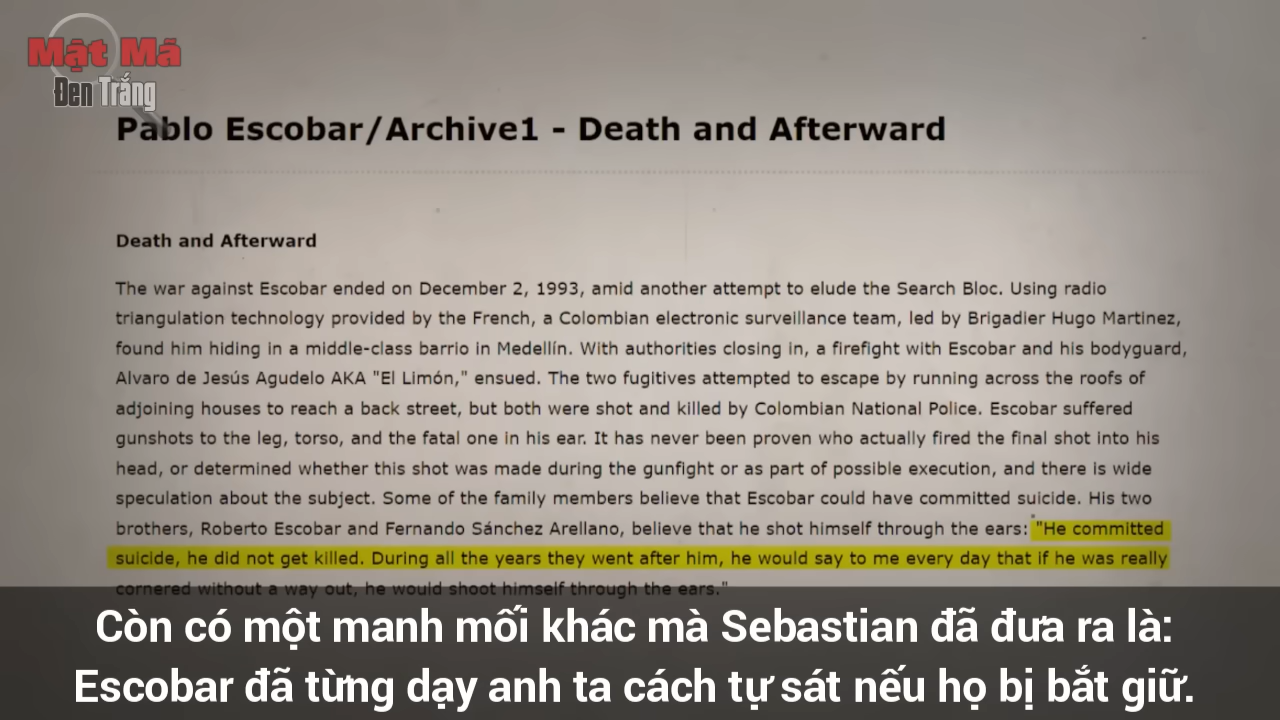 Mật Mã
Đen Trắng
Pablo Escobar/Archive1 - Death and Afterward
Death and Afterward
The war against Escobar ended on December 2, 1993, amid another attempt to elude the Search Bloc. Using radio
triangulation technology provided by the French, a Colombian electronic surveillance team, led by Brigadier Hugo Martinez,
found him hiding in a middle-class barrio in Medellín. With authorities closing in, a firefight with Escobar and his bodyguard,
Alvaro de Jesús Agudelo AKA "El Limón," ensued. The two fugitives attempted to escape by running across the roofs of
adjoining houses to reach a back street, but both were shot and killed by Colombian National Police. Escobar suffered
gunshots to the leg, torso, and the fatal one in his ear. It has never been proven who actually fired the final shot into his
head, or determined whether this shot was made during the gunfight or as part of possible execution, and there is wide
speculation about the subject. Some of the family members believe that Escobar could have committed suicide. His two
brothers, Roberto Escobar and Fernando Sánchez Arellano, believe that he shot himself through the ears: "He committed
suicide, he did not get killed. During all the years they went after him, he would say to me every day that if he was really
cornered without a way out, he would shoot himself through the ears."
Còn có một manh mối khác mà Sebastian đã đưa ra là:
Escobar đã từng dạy anh ta cách tự sát nếu họ bị bắt giữ.